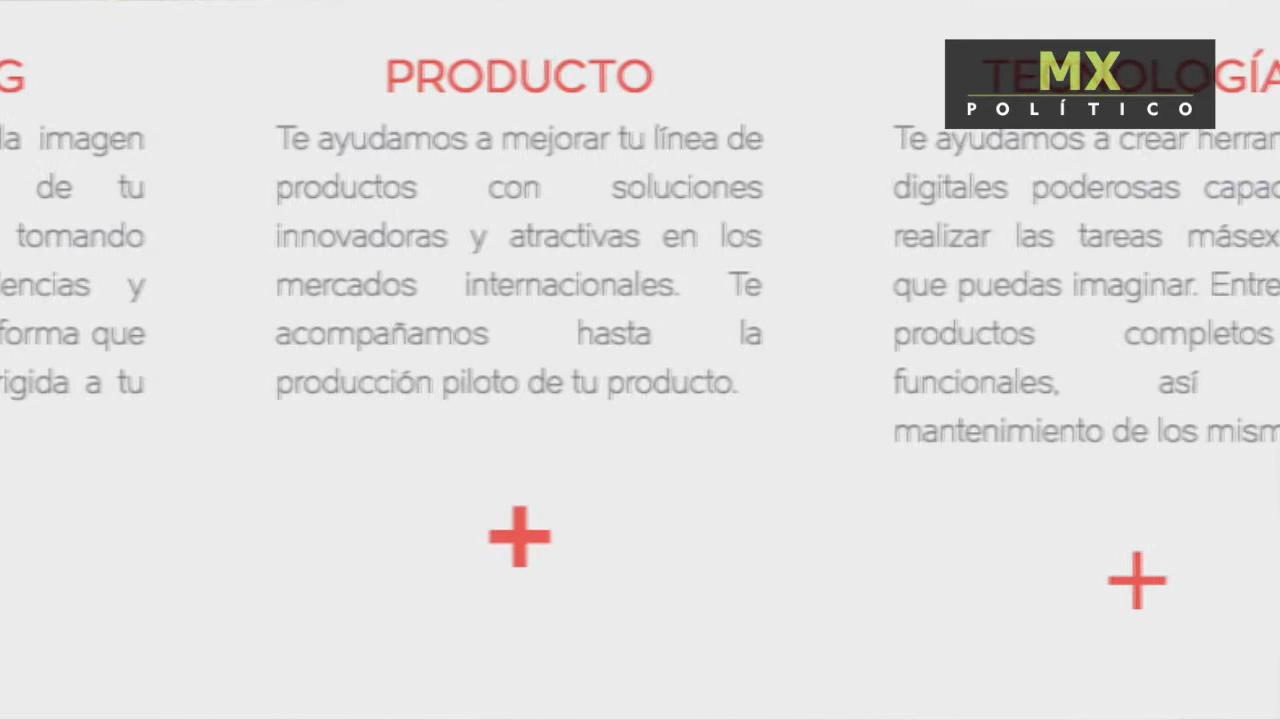 G
la imagen
de tu
tomando
y
forma que
a tu
PRODUCTO
Te ayudamos a mejorar tu línea de
productos con soluciones
innovadoras y atractivas en los
mercados internacionales. Te
acompañamos hasta la
producción piloto de tu producto.
TECNOLOGÍA
Te ayudamos a crear
digitales poderosas
realizar las tareas
que puedas imaginar. Entre
productos completos
funcionales, así
mantenimiento de los
MX
POLÍTICO